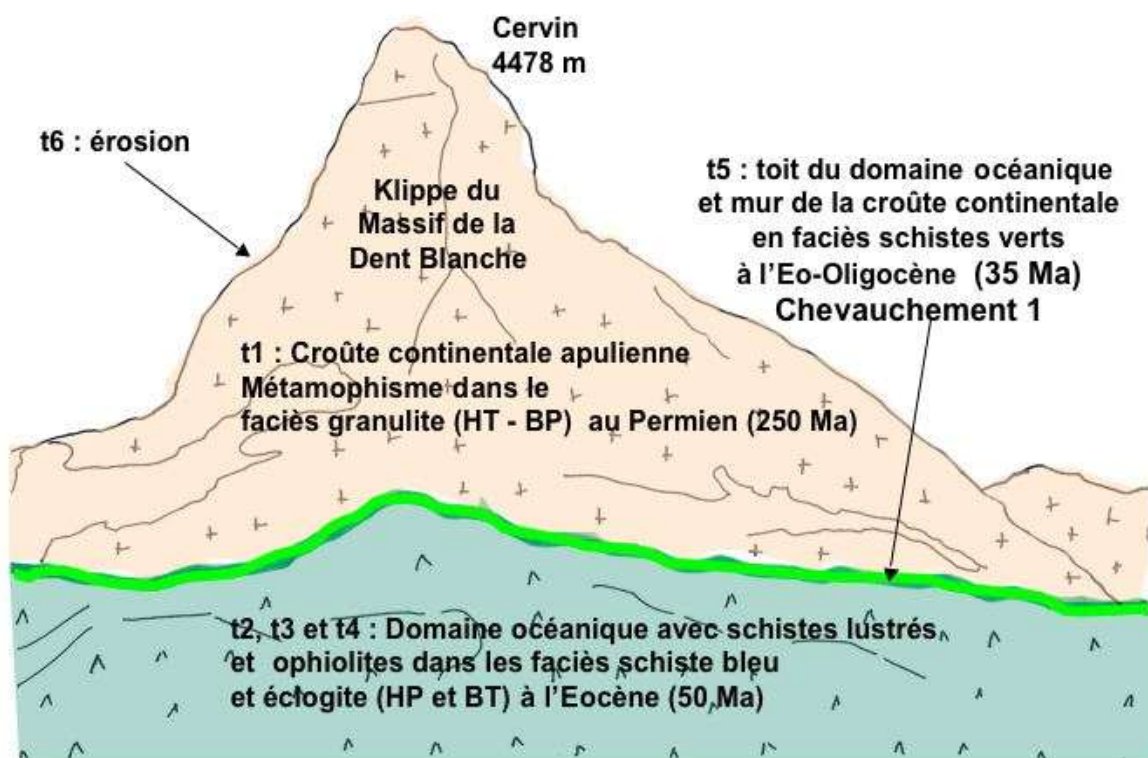 Cervin
4478 m
t6 : érosion
Klippe du
Massif de la
Dent Blanche
t5 : toit du domaine océanique
et mur de la croûte continentale
en faciès schistes verts
à l'Eo-Oligocène (35 Ma)
Chevauchement 1
t1 : Croûte continentale apulienne
Métamophisme dans le
faciès granulite (HT - BP) au Permien (250 Ma)
t2, t3 et t4 : Domaine océanique avec schistes lustrés
et ophiolites dans les faciès schiste bleu
et éclogite (HP et BT) à l'Eocène (50 Ma)